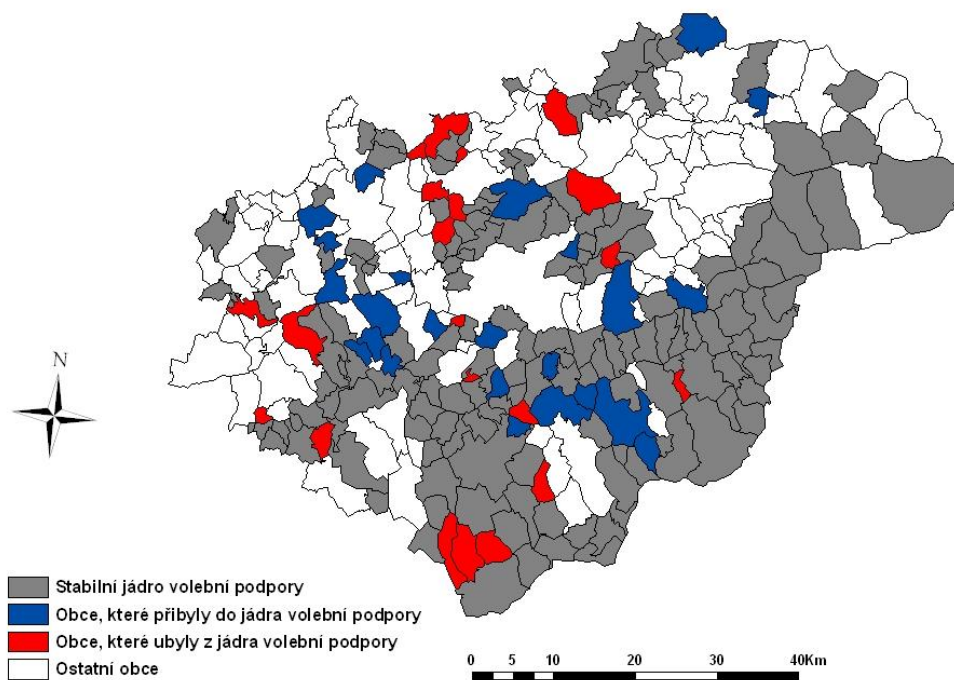 N
Stabilní jádro volební podpory
Obce, které přibyly do jádra volební podpory
Obce, které ubyly z jádra volební podpory
Ostatní obce
0 5 10 20 30 40Km